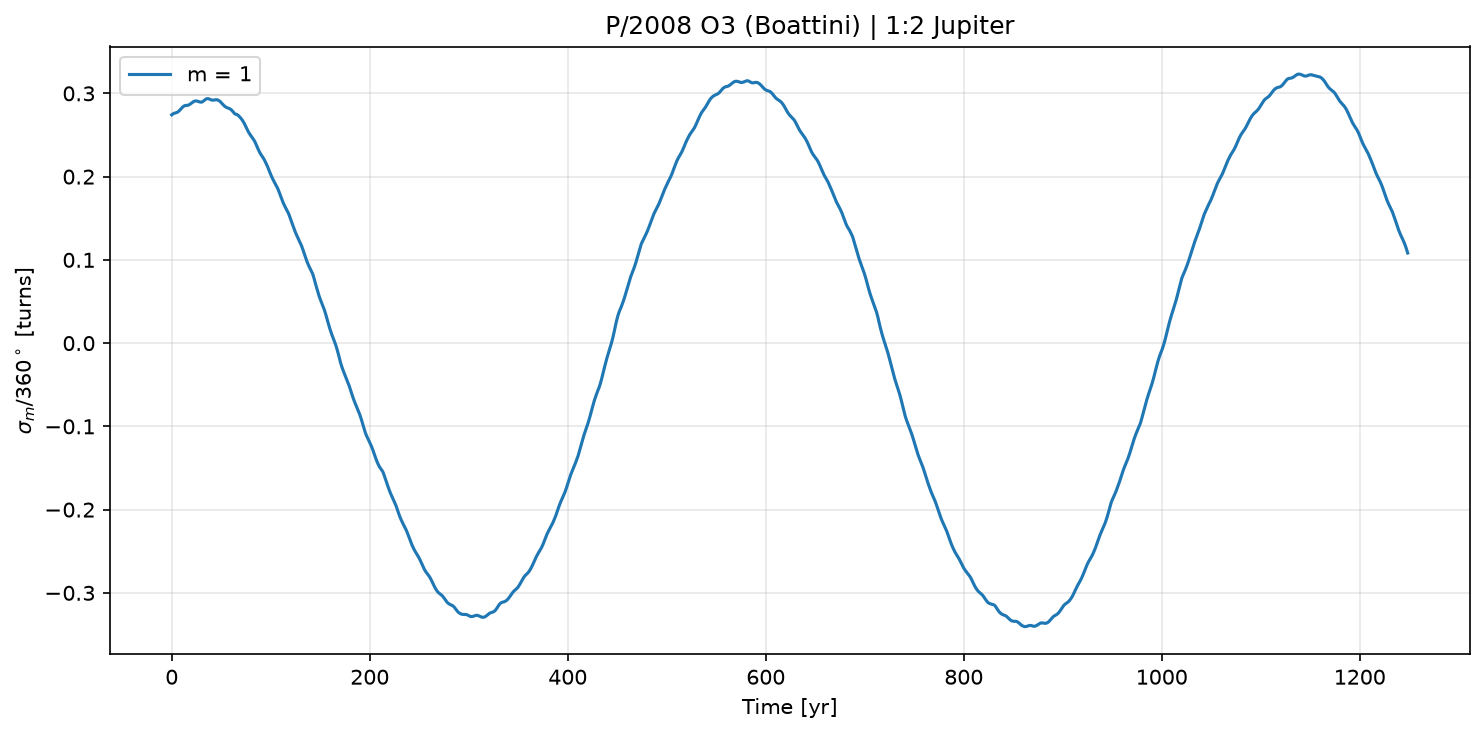 P/2008 O3 (Boattini) | 1:2 Jupiter
m = 1
σₘ/360° [turns]
0.3
0.2
0.1
0.0
−0.1
−0.2
−0.3
0 200 400 600 800 1000 1200
Time [yr]